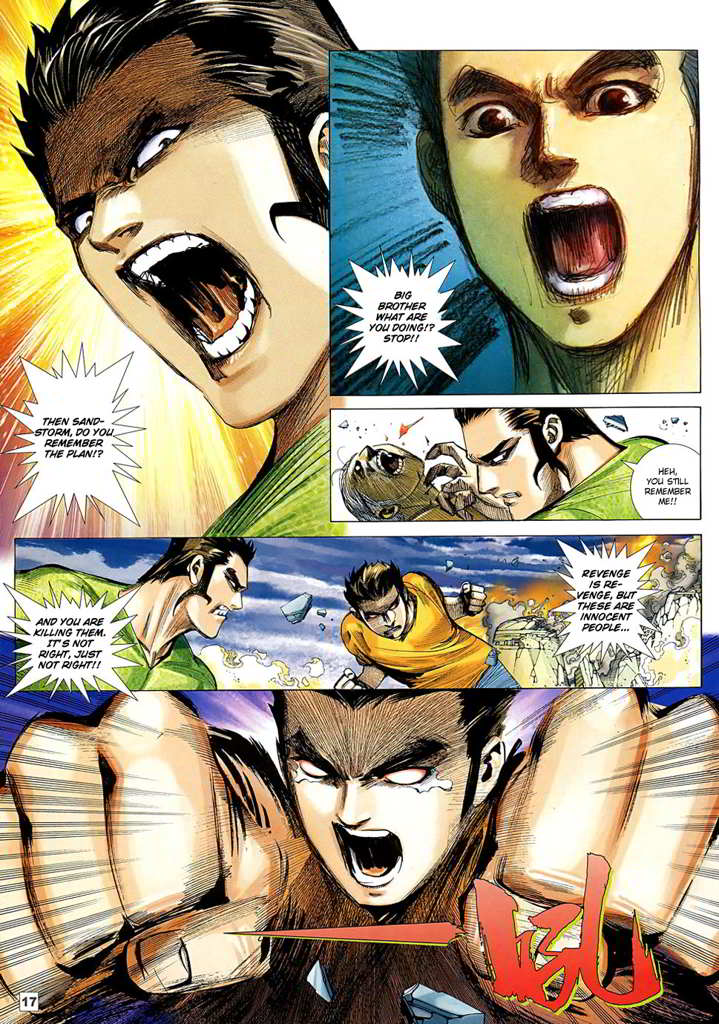 BIG
BROTHER
WHAT ARE
YOU DOING!?
STOP!!
THEN SAND-
STORM, DO YOU
REMEMBER
THE PLAN!?
HEH,
YOU STILL
REMEMBER
ME!!
REVENGE
IS RE-
VENGE, BUT
THESE ARE
INNOCENT
PEOPLE...
AND YOU ARE
KILLING THEM.
IT'S NOT
RIGHT, JUST
NOT RIGHT!!
吼
17